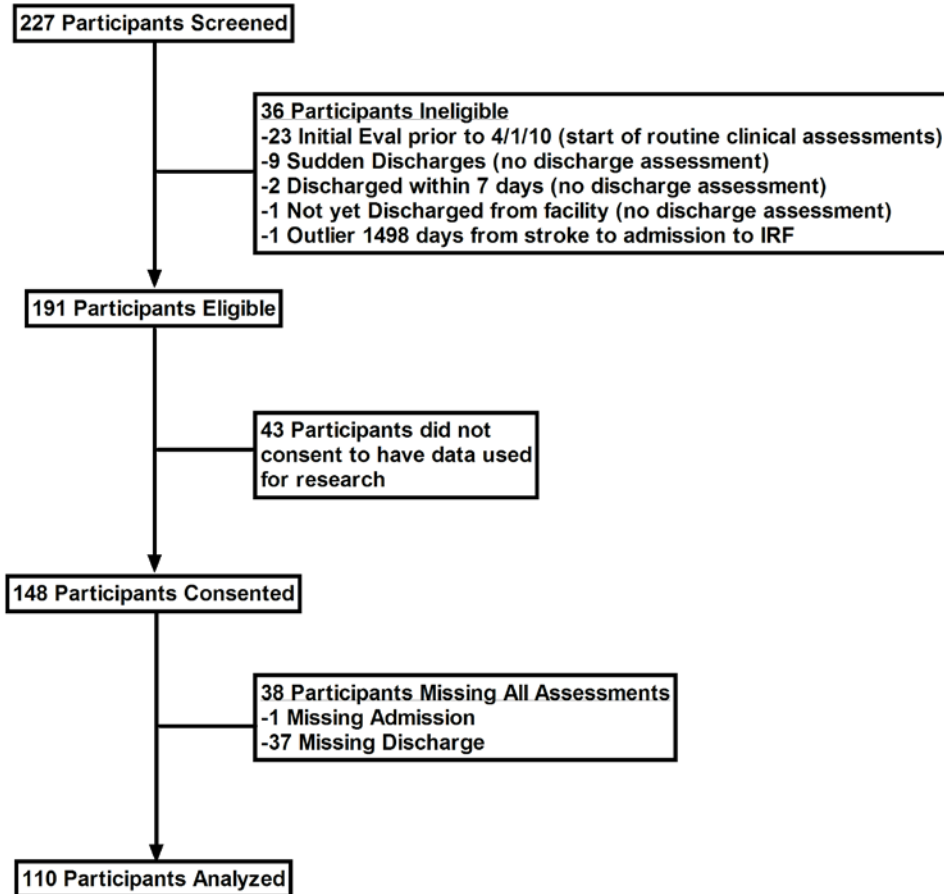 227 Participants Screened
36 Participants Ineligible
-23 Initial Eval prior to 4/1/10 (start of routine clinical assessments)
-9 Sudden Discharges (no discharge assessment)
-2 Discharged within 7 days (no discharge assessment)
-1 Not yet Discharged from facility (no discharge assessment)
-1 Outlier 1498 days from stroke to admission to IRF
191 Participants Eligible
43 Participants did not
consent to have data used
for research
148 Participants Consented
38 Participants Missing All Assessments
-1 Missing Admission
-37 Missing Discharge
110 Participants Analyzed